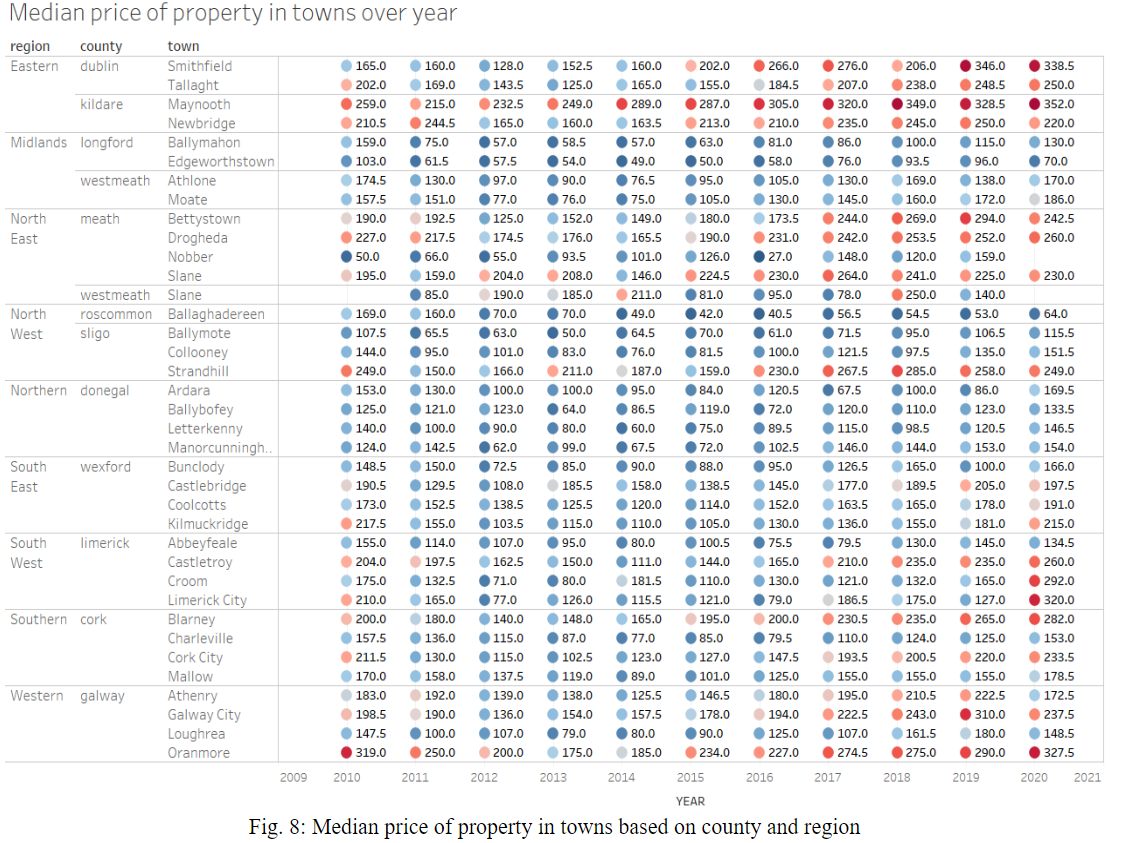 Median price of property in towns over year
region county town
Eastern dublin Smithfield 165.0 160.0 128.0 152.5 160.0 202.0 266.0 276.0 206.0 346.0 338.5
Tallaght 202.0 169.0 143.5 125.0 165.0 155.0 184.5 207.0 238.0 248.5 250.0
kildare Maynooth 259.0 215.0 232.5 249.0 289.0 287.0 305.0 320.0 349.0 328.5 352.0
Newbridge 210.5 244.5 165.0 160.0 163.5 213.0 210.0 235.0 245.0 250.0 220.0
Midlands longford Ballymahon 159.0 75.0 57.0 58.5 57.0 63.0 81.0 86.0 100.0 115.0 130.0
Edgeworthstown 103.0 61.5 57.5 54.0 49.0 50.0 58.0 76.0 93.5 96.0 70.0
westmeath Athlone 174.5 130.0 97.0 90.0 76.5 95.0 105.0 130.0 169.0 138.0 170.0
Moate 157.5 151.0 77.0 76.0 75.0 105.0 130.0 145.0 160.0 172.0 186.0
North meath Bettystown 190.0 192.5 125.0 152.0 149.0 180.0 173.5 244.0 269.0 294.0 242.5
East Drogheda 227.0 217.5 174.5 176.0 165.5 190.0 231.0 242.0 253.5 252.0 260.0
Nobber 50.0 66.0 55.0 93.5 101.0 126.0 27.0 148.0 120.0 159.0
Slane 195.0 159.0 204.0 208.0 146.0 224.5 230.0 264.0 241.0 225.0 230.0
westmeath Slane 85.0 190.0 185.0 211.0 81.0 95.0 78.0 250.0 140.0
North roscommon Ballaghadereen 169.0 160.0 70.0 70.0 49.0 42.0 40.5 56.5 54.5 53.0 64.0
West sligo Ballymote 107.5 65.5 63.0 50.0 64.5 70.0 61.0 71.5 95.0 106.5 115.5
Collooney 144.0 95.0 101.0 83.0 76.0 81.5 100.0 121.5 97.5 135.0 151.5
Strandhill 249.0 150.0 166.0 211.0 187.0 159.0 230.0 267.5 285.0 258.0 249.0
Northern donegal Ardara 153.0 130.0 100.0 100.0 95.0 84.0 120.5 67.5 100.0 86.0 169.5
Ballybofey 125.0 121.0 123.0 64.0 86.5 119.0 72.0 120.0 110.0 123.0 133.5
Letterkenny 140.0 100.0 90.0 80.0 60.0 75.0 89.5 115.0 98.5 120.5 146.5
Manorcunningh.. 124.0 142.5 62.0 99.0 67.5 72.0 102.5 146.0 144.0 153.0 154.0
South wexford Bunclody 148.5 150.0 72.5 85.0 90.0 88.0 95.0 126.5 165.0 100.0 166.0
East Castlebridge 190.5 129.5 108.0 185.5 158.0 138.5 145.0 177.0 189.5 205.0 197.5
Coolcotts 173.0 152.5 138.5 125.5 120.0 114.0 152.0 163.5 165.0 178.0 191.0
Kilmuckridge 217.5 155.0 103.5 115.0 110.0 105.0 130.0 136.0 155.0 181.0 215.0
South limerick Abbeyfeale 155.0 114.0 107.0 95.0 80.0 100.5 75.5 79.5 130.0 145.0 134.5
West Castletroy 204.0 197.5 162.5 150.0 111.0 144.0 165.0 210.0 235.0 235.0 260.0
Croom 175.0 132.5 71.0 80.0 181.5 110.0 130.0 121.0 132.0 165.0 292.0
Limerick City 210.0 165.0 77.0 126.0 115.5 121.0 79.0 186.5 175.0 127.0 320.0
Southern cork Blarney 200.0 180.0 140.0 148.0 165.0 195.0 200.0 230.5 235.0 265.0 282.0
Charleville 157.5 136.0 115.0 87.0 77.0 85.0 79.5 110.0 124.0 125.0 153.0
Cork City 211.5 130.0 115.0 102.5 123.0 127.0 147.5 193.5 200.5 220.0 233.5
Mallow 170.0 158.0 137.5 119.0 89.0 101.0 125.0 155.0 155.0 155.0 178.5
Western galway Athenry 183.0 192.0 139.0 138.0 125.5 146.5 180.0 195.0 210.5 222.5 172.5
Galway City 198.5 190.0 136.0 154.0 157.5 178.0 194.0 222.5 243.0 310.0 237.5
Loughrea 147.5 100.0 107.0 79.0 80.0 90.0 125.0 107.0 161.5 180.0 148.5
Oranmore 319.0 250.0 200.0 175.0 185.0 234.0 227.0 274.5 275.0 290.0 327.5
2009 2010 2011 2012 2013 2014 2015 2016 2017 2018 2019 2020 2021
YEAR
Fig. 8: Median price of property in towns based on county and region